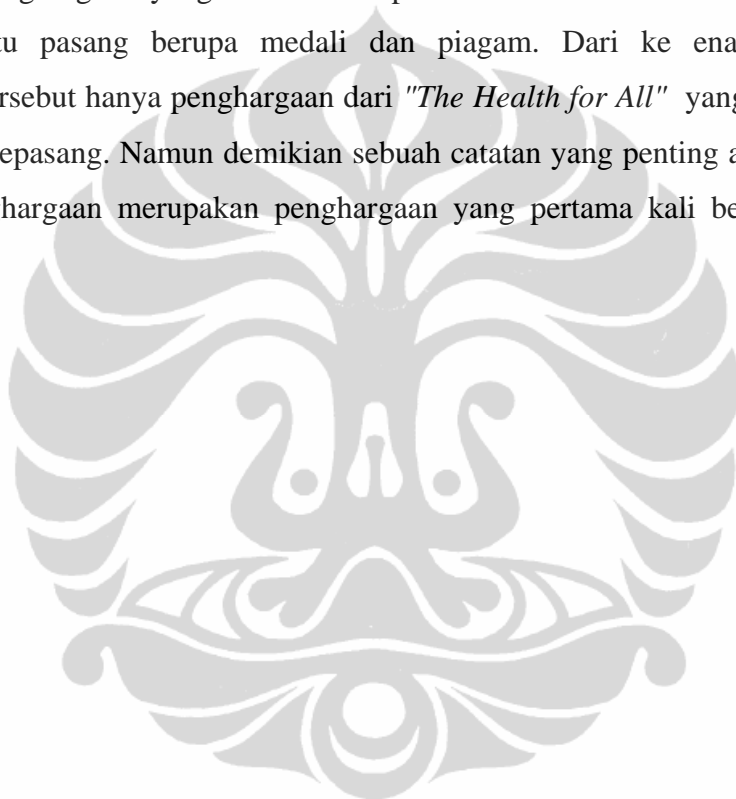 yang
tu pasang berupa medali dan piagam. Dari ke ena
rsebut hanya penghargaan dari "The Health for All" yang
epasang. Namun demikian sebuah catatan yang penting a
hargaan merupakan penghargaan yang pertama kali be